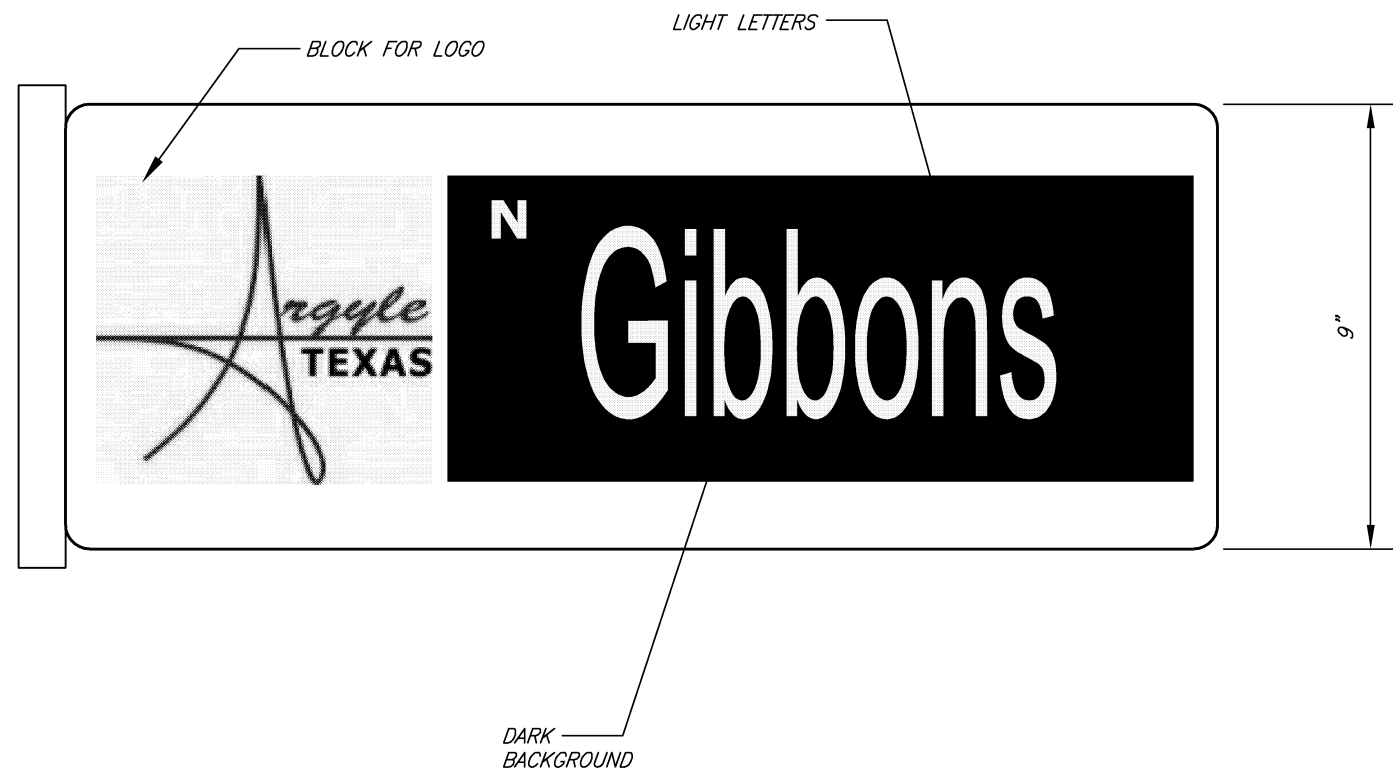 LIGHT LETTERS
BLOCK FOR LOGO
N
Gibbons
Argyle
TEXAS
9"
DARK
BACKGROUND